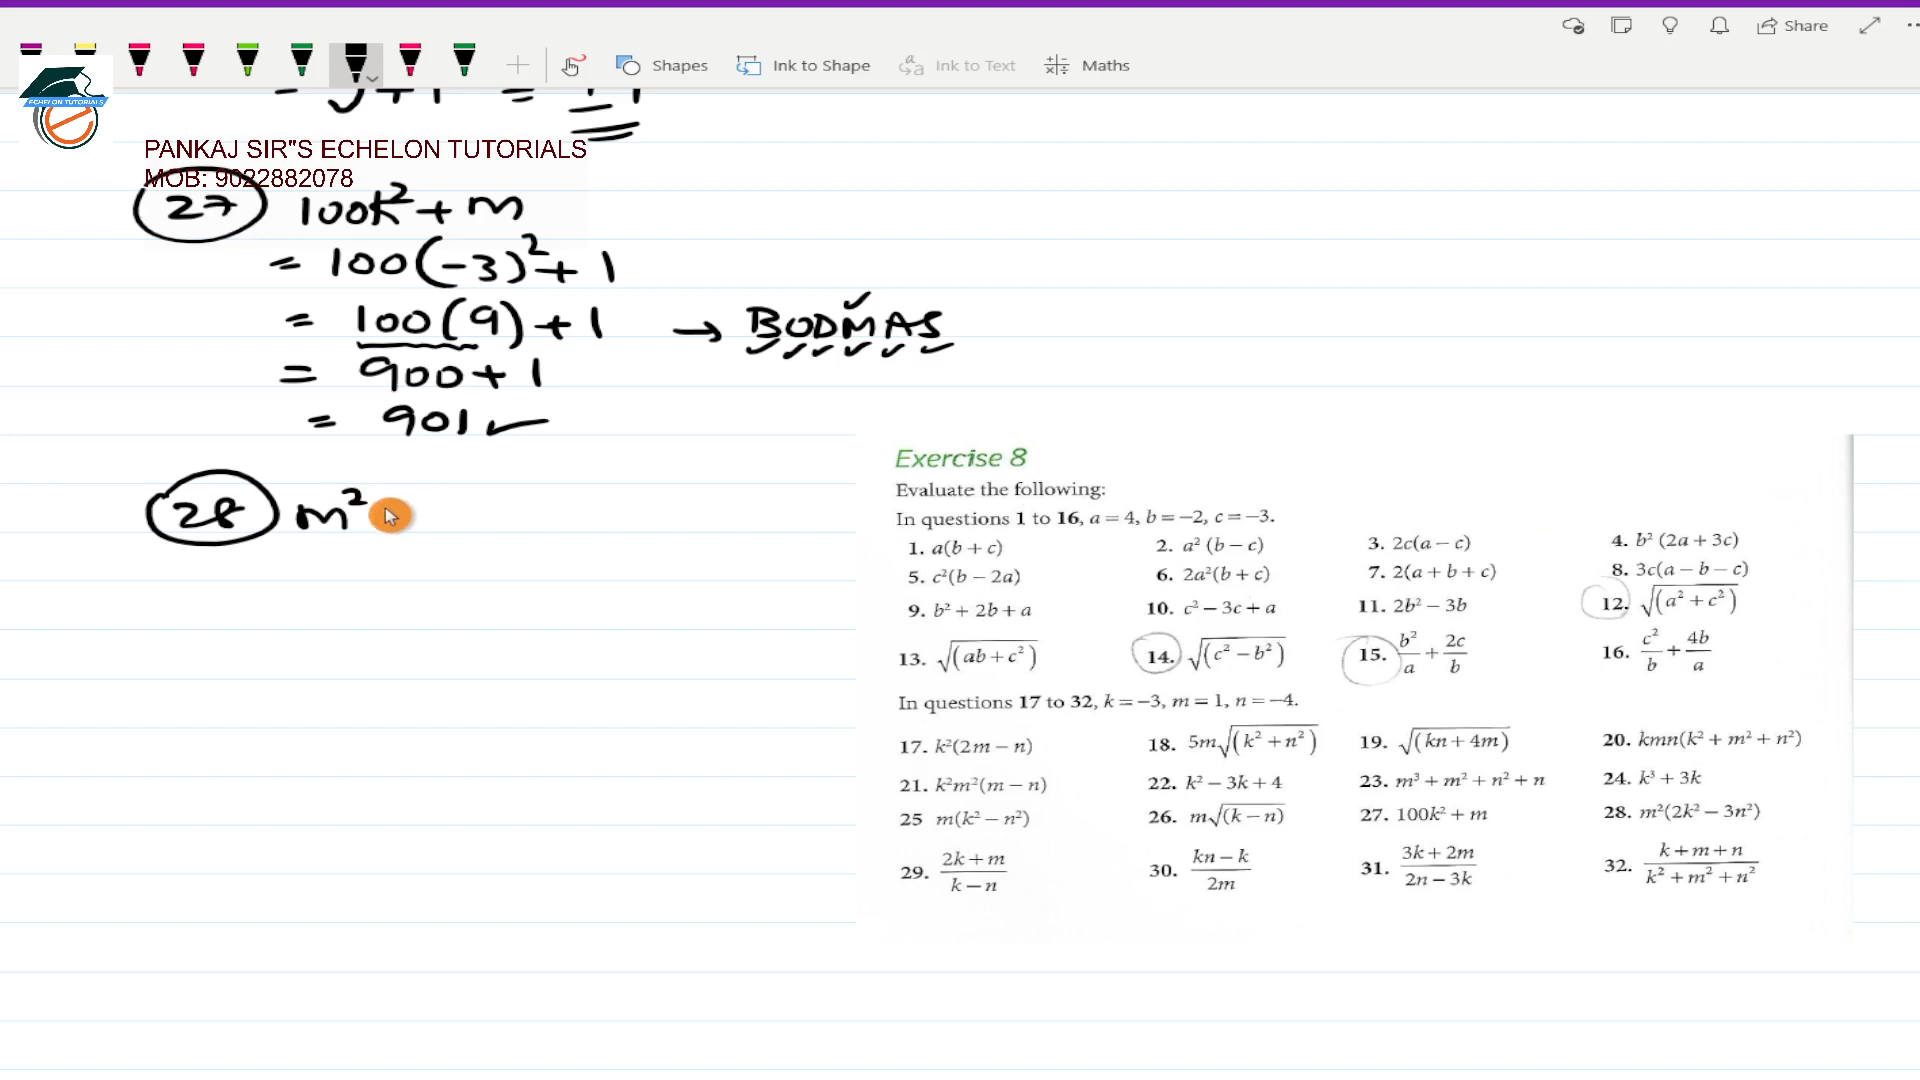 Share
Shapes
Ink to Shape
Ink to Text
Maths
ECHELON TUTORIALS
PANKAJ SIR"S ECHELON TUTORIALS
MOB: 9022882078
27 100k² + m
= 100(-3)² + 1
= 100(9) + 1 → BODMAS
= 900 + 1
= 901 ✓
28 m²
Exercise 8
Evaluate the following:
In questions 1 to 16, a = 4, b = −2, c = −3.
1. a(b + c) 2. a² (b − c) 3. 2c(a − c) 4. b² (2a + 3c)
5. c²(b − 2a) 6. 2a²(b + c) 7. 2(a + b + c) 8. 3c(a − b − c)
9. b² + 2b + a 10. c² − 3c + a 11. 2b² − 3b 12. √(a² + c²)
13. √(ab + c²) 14. √(c² − b²) 15. b²/a + 2c/b 16. c²/b + 4b/a
In questions 17 to 32, k = −3, m = 1, n = −4.
17. k²(2m − n) 18. 5m√(k² + n²) 19. √(kn + 4m) 20. kmn(k² + m² + n²)
21. k²m²(m − n) 22. k² − 3k + 4 23. m³ + m² + n² + n 24. k³ + 3k
25 m(k² − n²) 26. m√(k − n) 27. 100k² + m 28. m²(2k² − 3n²)
29. 2k + m / k − n 30. kn − k / 2m 31. 3k + 2m / 2n − 3k 32. k + m + n / k² + m² + n²